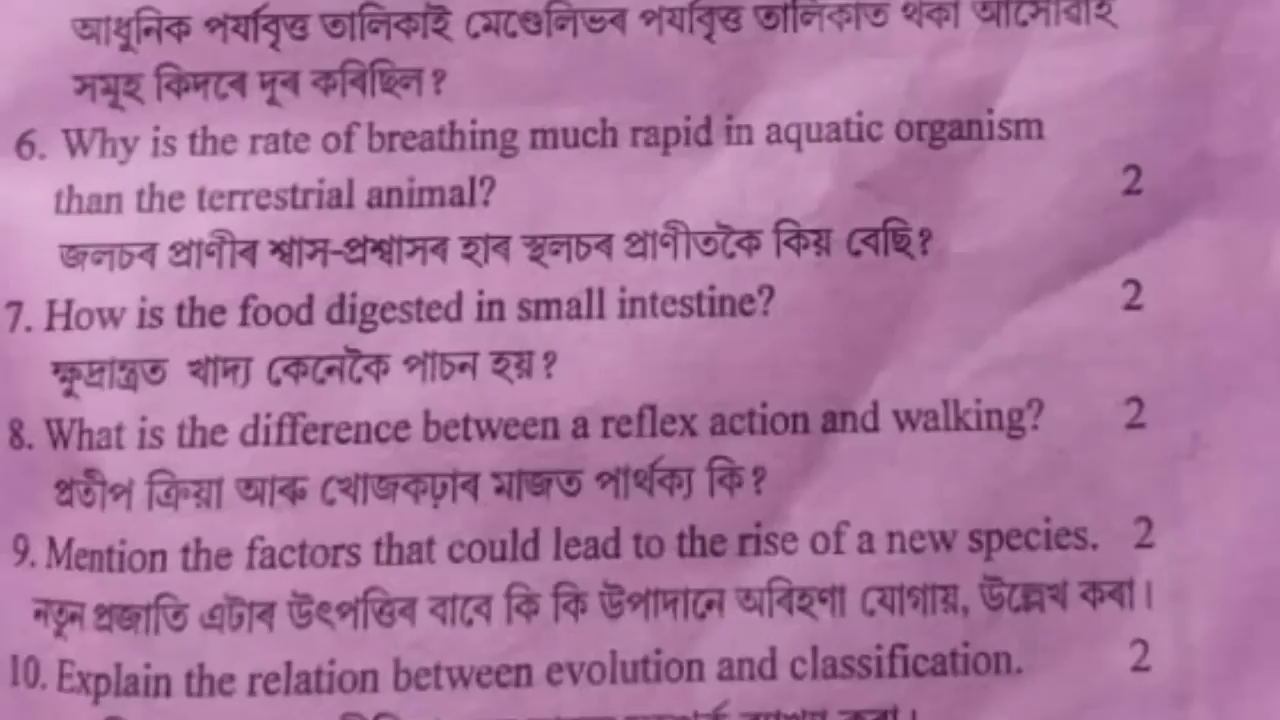 আধুনিক পৰ্যাবৃত্ত তালিকাই মেণ্ডেলিভৰ পৰ্যাবৃত্ত তালিকাত থকা আসোৱাহ
সমূহ কিদৰে দূৰ কৰিছিল?
6. Why is the rate of breathing much rapid in aquatic organism
than the terrestrial animal? 2
জলচৰ প্ৰাণীৰ শ্বাস-প্ৰশ্বাসৰ হাৰ স্থলচৰ প্ৰাণীতকৈ কিয় বেছি?
7. How is the food digested in small intestine? 2
ক্ষুদ্ৰান্ত্ৰত খাদ্য কেনেকৈ পাচন হয়?
8. What is the difference between a reflex action and walking? 2
প্ৰতীপ ক্ৰিয়া আৰু খোজকঢ়াৰ মাজত পাৰ্থক্য কি?
9. Mention the factors that could lead to the rise of a new species. 2
নতুন প্ৰজাতি এটাৰ উৎপত্তিৰ বাবে কি কি উপাদানে অৰিহণা যোগায়, উল্লেখ কৰা।
10. Explain the relation between evolution and classification. 2